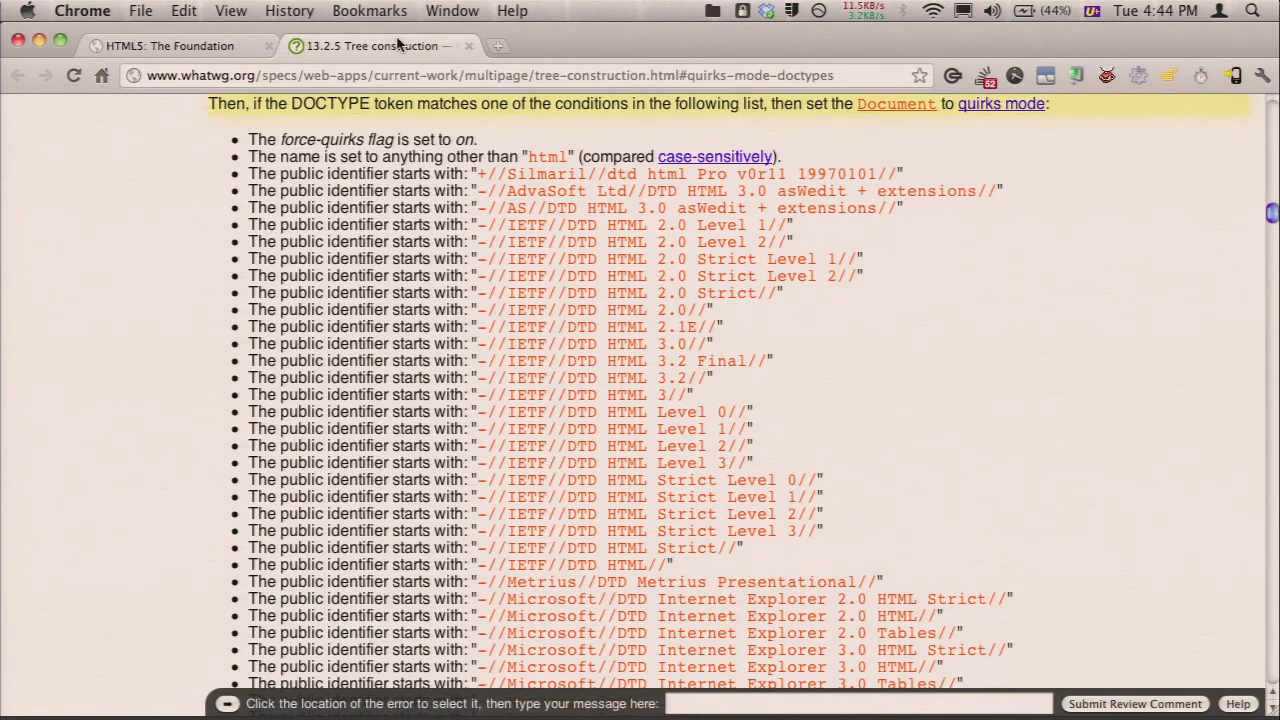 Chrome File Edit View History Bookmarks Window Help 11.5KB/s 3.2KB/s (44%) Tue 4:44 PM
HTML5: The Foundation 13.2.5 Tree construction —
www.whatwg.org/specs/web-apps/current-work/multipage/tree-construction.html#quirks-mode-doctypes 52
Then, if the DOCTYPE token matches one of the conditions in the following list, then set the Document to quirks mode:
The force-quirks flag is set to on.
The name is set to anything other than "html" (compared case-sensitively).
The public identifier starts with: "+//Silmaril//dtd html Pro v0r11 19970101//"
The public identifier starts with: "-//AdvaSoft Ltd//DTD HTML 3.0 asWedit + extensions//"
The public identifier starts with: "-//AS//DTD HTML 3.0 asWedit + extensions//"
The public identifier starts with: "-//IETF//DTD HTML 2.0 Level 1//"
The public identifier starts with: "-//IETF//DTD HTML 2.0 Level 2//"
The public identifier starts with: "-//IETF//DTD HTML 2.0 Strict Level 1//"
The public identifier starts with: "-//IETF//DTD HTML 2.0 Strict Level 2//"
The public identifier starts with: "-//IETF//DTD HTML 2.0 Strict//"
The public identifier starts with: "-//IETF//DTD HTML 2.0//"
The public identifier starts with: "-//IETF//DTD HTML 2.1E//"
The public identifier starts with: "-//IETF//DTD HTML 3.0//"
The public identifier starts with: "-//IETF//DTD HTML 3.2 Final//"
The public identifier starts with: "-//IETF//DTD HTML 3.2//"
The public identifier starts with: "-//IETF//DTD HTML 3//"
The public identifier starts with: "-//IETF//DTD HTML Level 0//"
The public identifier starts with: "-//IETF//DTD HTML Level 1//"
The public identifier starts with: "-//IETF//DTD HTML Level 2//"
The public identifier starts with: "-//IETF//DTD HTML Level 3//"
The public identifier starts with: "-//IETF//DTD HTML Strict Level 0//"
The public identifier starts with: "-//IETF//DTD HTML Strict Level 1//"
The public identifier starts with: "-//IETF//DTD HTML Strict Level 2//"
The public identifier starts with: "-//IETF//DTD HTML Strict Level 3//"
The public identifier starts with: "-//IETF//DTD HTML Strict//"
The public identifier starts with: "-//IETF//DTD HTML//"
The public identifier starts with: "-//Metrius//DTD Metrius Presentational//"
The public identifier starts with: "-//Microsoft//DTD Internet Explorer 2.0 HTML Strict//"
The public identifier starts with: "-//Microsoft//DTD Internet Explorer 2.0 HTML//"
The public identifier starts with: "-//Microsoft//DTD Internet Explorer 2.0 Tables//"
The public identifier starts with: "-//Microsoft//DTD Internet Explorer 3.0 HTML Strict//"
The public identifier starts with: "-//Microsoft//DTD Internet Explorer 3.0 HTML//"
The public identifier starts with: "-//Microsoft//DTD Internet Explorer 3.0 Tables//"
Click the location of the error to select it, then type your message here: Submit Review Comment Help